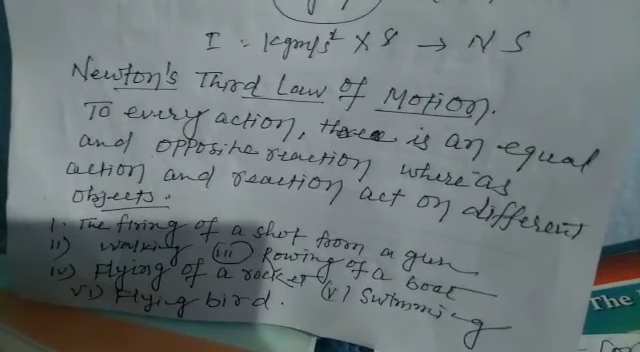 I = Kgm/s² × S → N S
Newton's Third Law of Motion.
To every action, there is an equal
and opposite reaction whereas
action and reaction act on different
objects.
1. The firing of a shot from a gun
ii) Walking (iii) Rowing of a boat
iv) Flying of a rocket (v) Swimming
vi) Flying bird.
The